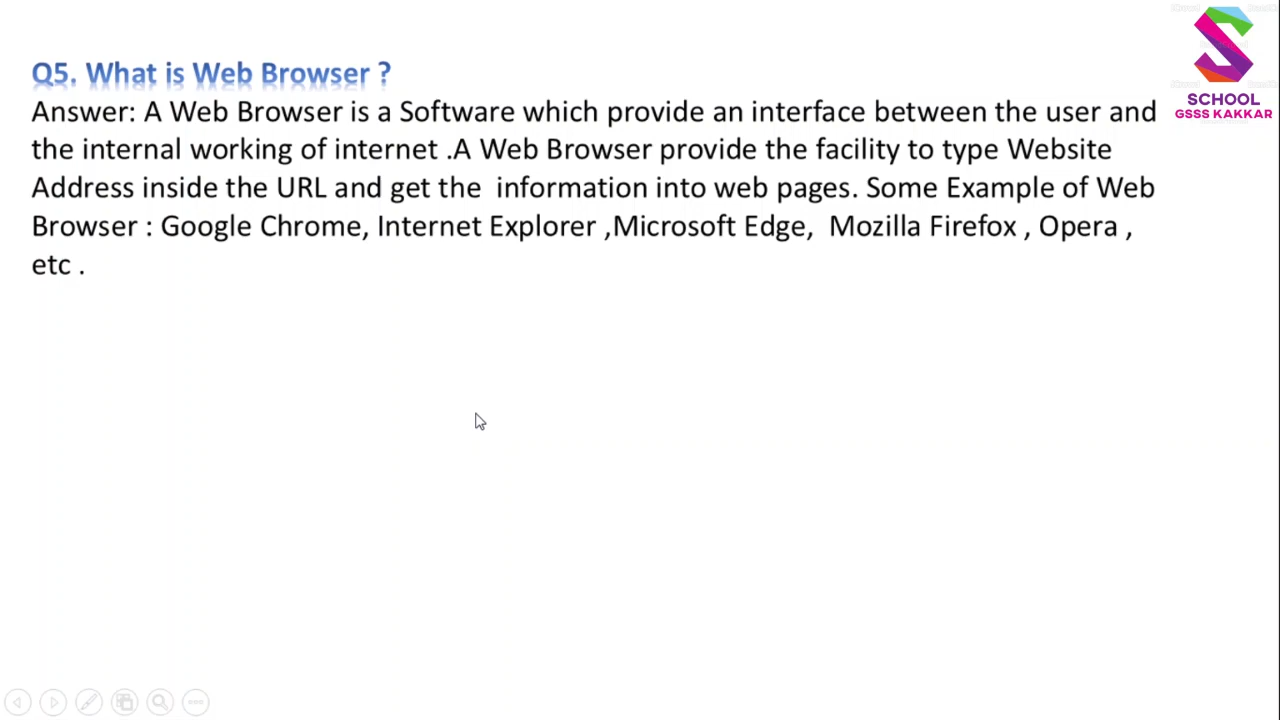 SCHOOL
GSSS KAKKAR
Q5. What is Web Browser ?
Answer: A Web Browser is a Software which provide an interface between the user and
the internal working of internet .A Web Browser provide the facility to type Website
Address inside the URL and get the  information into web pages. Some Example of Web
Browser : Google Chrome, Internet Explorer ,Microsoft Edge,  Mozilla Firefox , Opera ,
etc .